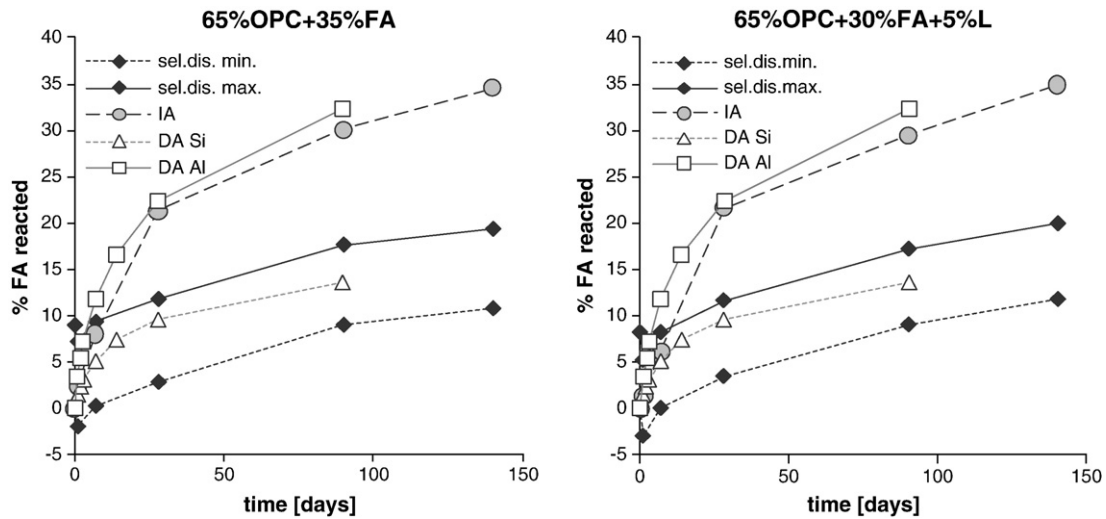 65%OPC+35%FA
40
35
30
25
20
15
10
5
0
-5
% FA reacted
sel.dis. min.
sel.dis. max.
IA
DA Si
DA Al
0
50
100
150
time [days]
65%OPC+30%FA+5%L
40
35
30
25
20
15
10
5
0
-5
% FA reacted
sel.dis.min.
sel.dis.max.
IA
DA Si
DA Al
0
50
100
150
time [days]